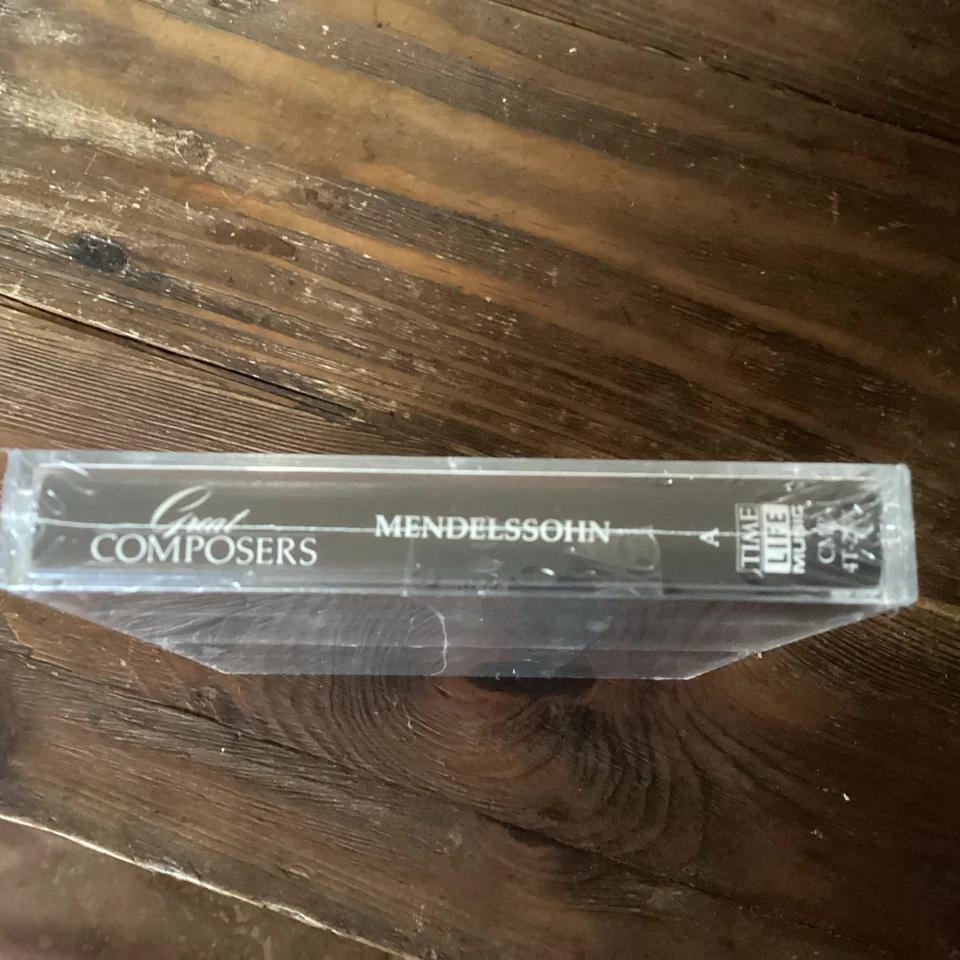 Great
COMPOSERS
MENDELSSOHN
A
TIME
LIFE
MUSIC